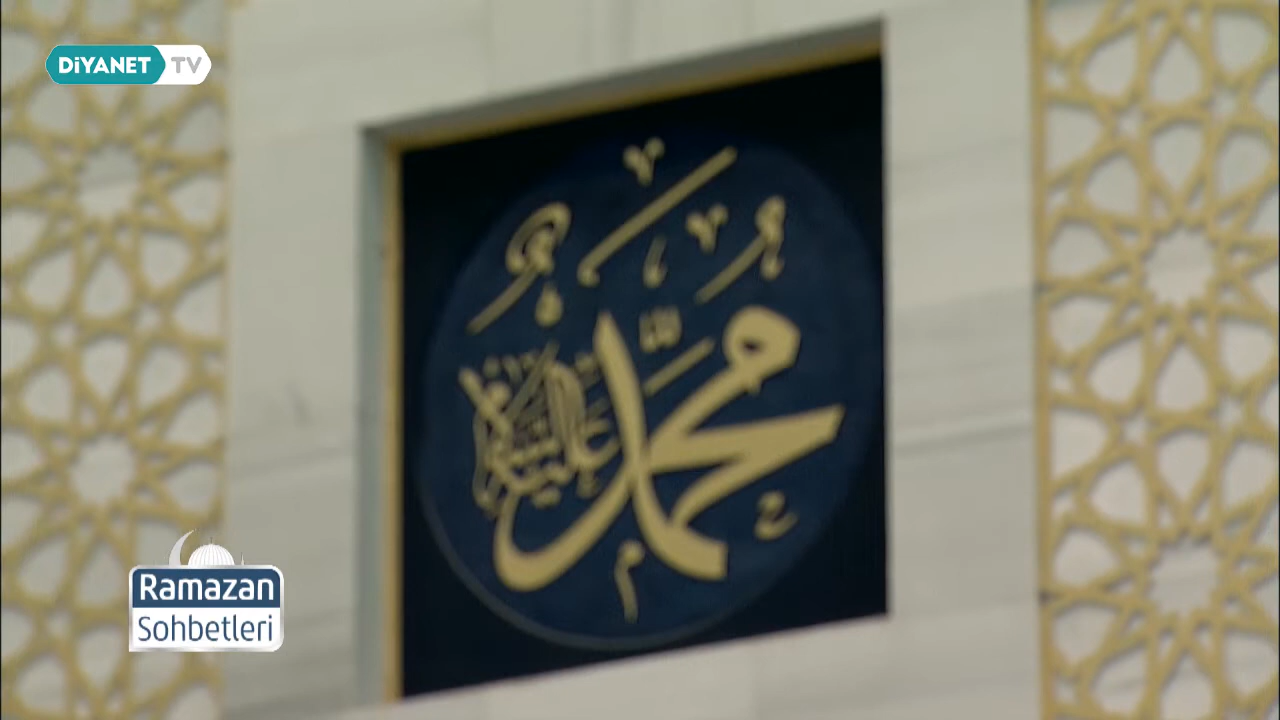 DİYANET TV
محمد
عليه السلام
Ramazan
Sohbetleri